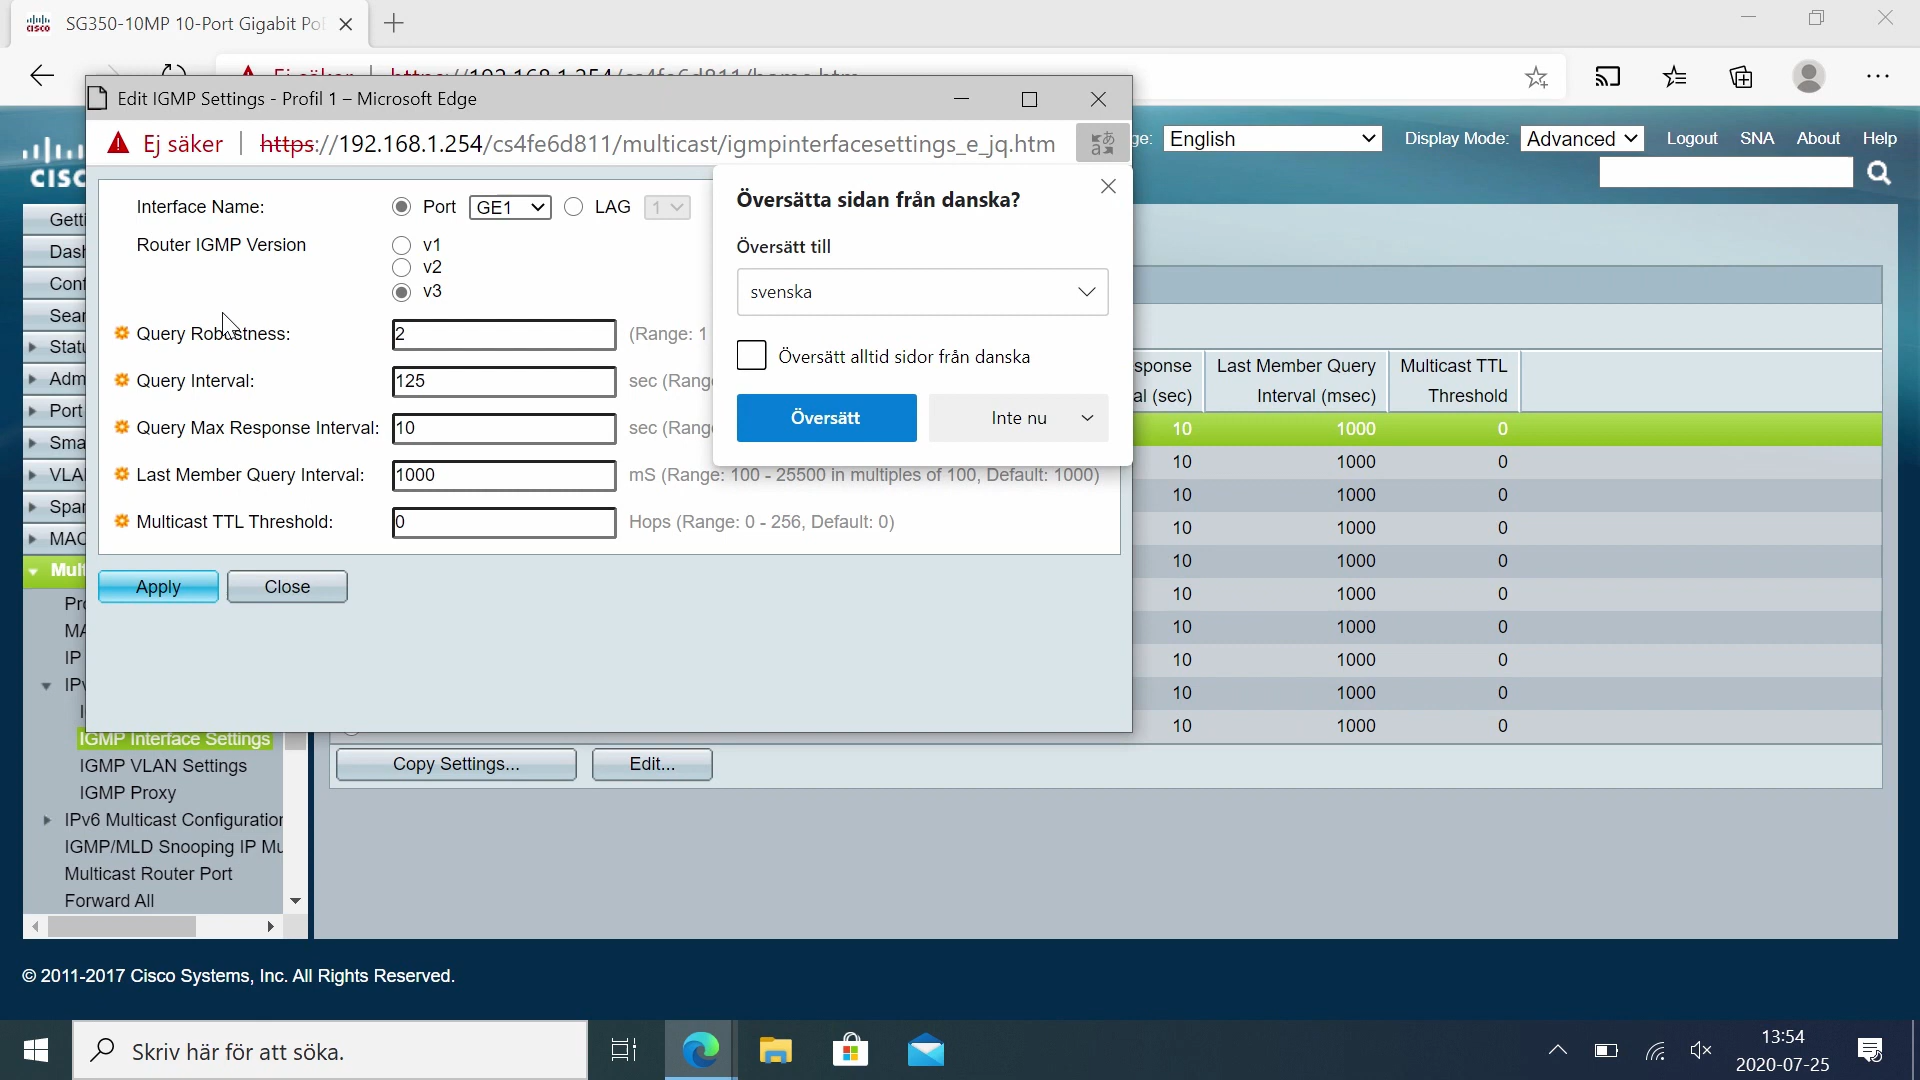 SG350-10MP 10-Port Gigabit Po
Edit IGMP Settings - Profil 1 – Microsoft Edge
Ej säker
https://192.168.1.254/cs4fe6d811/multicast/igmpinterfacesettings_e_jq.htm
English
Display Mode:
Advanced
Logout
SNA
About
Help
Interface Name:
Port
GE1
LAG
1
Router IGMP Version
v1
v2
v3
Query Robustness:
2
(Range: 1
Query Interval:
125
sec (Rang
Query Max Response Interval:
10
sec (Rang
Last Member Query Interval:
1000
mS (Range: 100 - 25500 in multiples of 100, Default: 1000)
Multicast TTL Threshold:
0
Hops (Range: 0 - 256, Default: 0)
Apply
Close
Översätta sidan från danska?
Översätt till
svenska
Översätt alltid sidor från danska
Översätt
Inte nu
Last Member Query
Interval (msec)
Multicast TTL
Threshold
10 1000 0
10 1000 0
10 1000 0
10 1000 0
10 1000 0
10 1000 0
10 1000 0
10 1000 0
10 1000 0
10 1000 0
Copy Settings...
Edit...
IGMP Interface Settings
IGMP VLAN Settings
IGMP Proxy
IPv6 Multicast Configuration
IGMP/MLD Snooping IP Mu
Multicast Router Port
Forward All
© 2011-2017 Cisco Systems, Inc. All Rights Reserved.
Skriv här för att söka.
13:54
2020-07-25